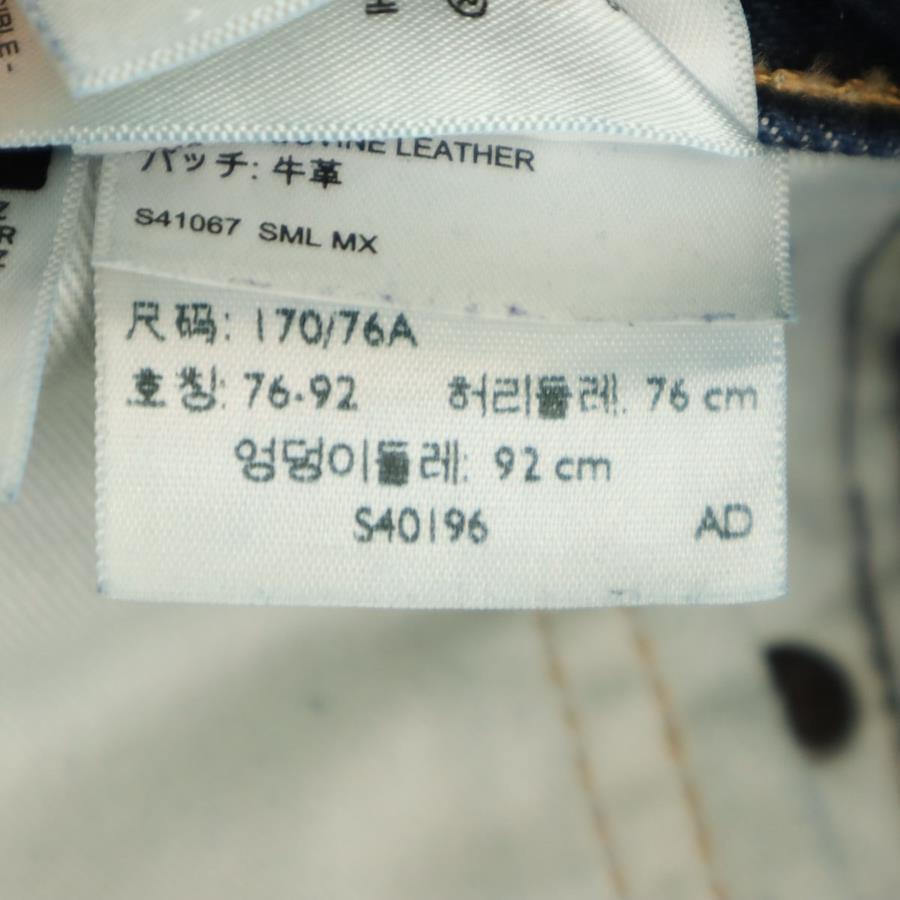 LEATHER
パッチ: 牛革
S41067 SML MX
尺码: 170/76A
호칭: 76-92 허리둘레: 76 cm
엉덩이둘레: 92 cm
S40196 AD